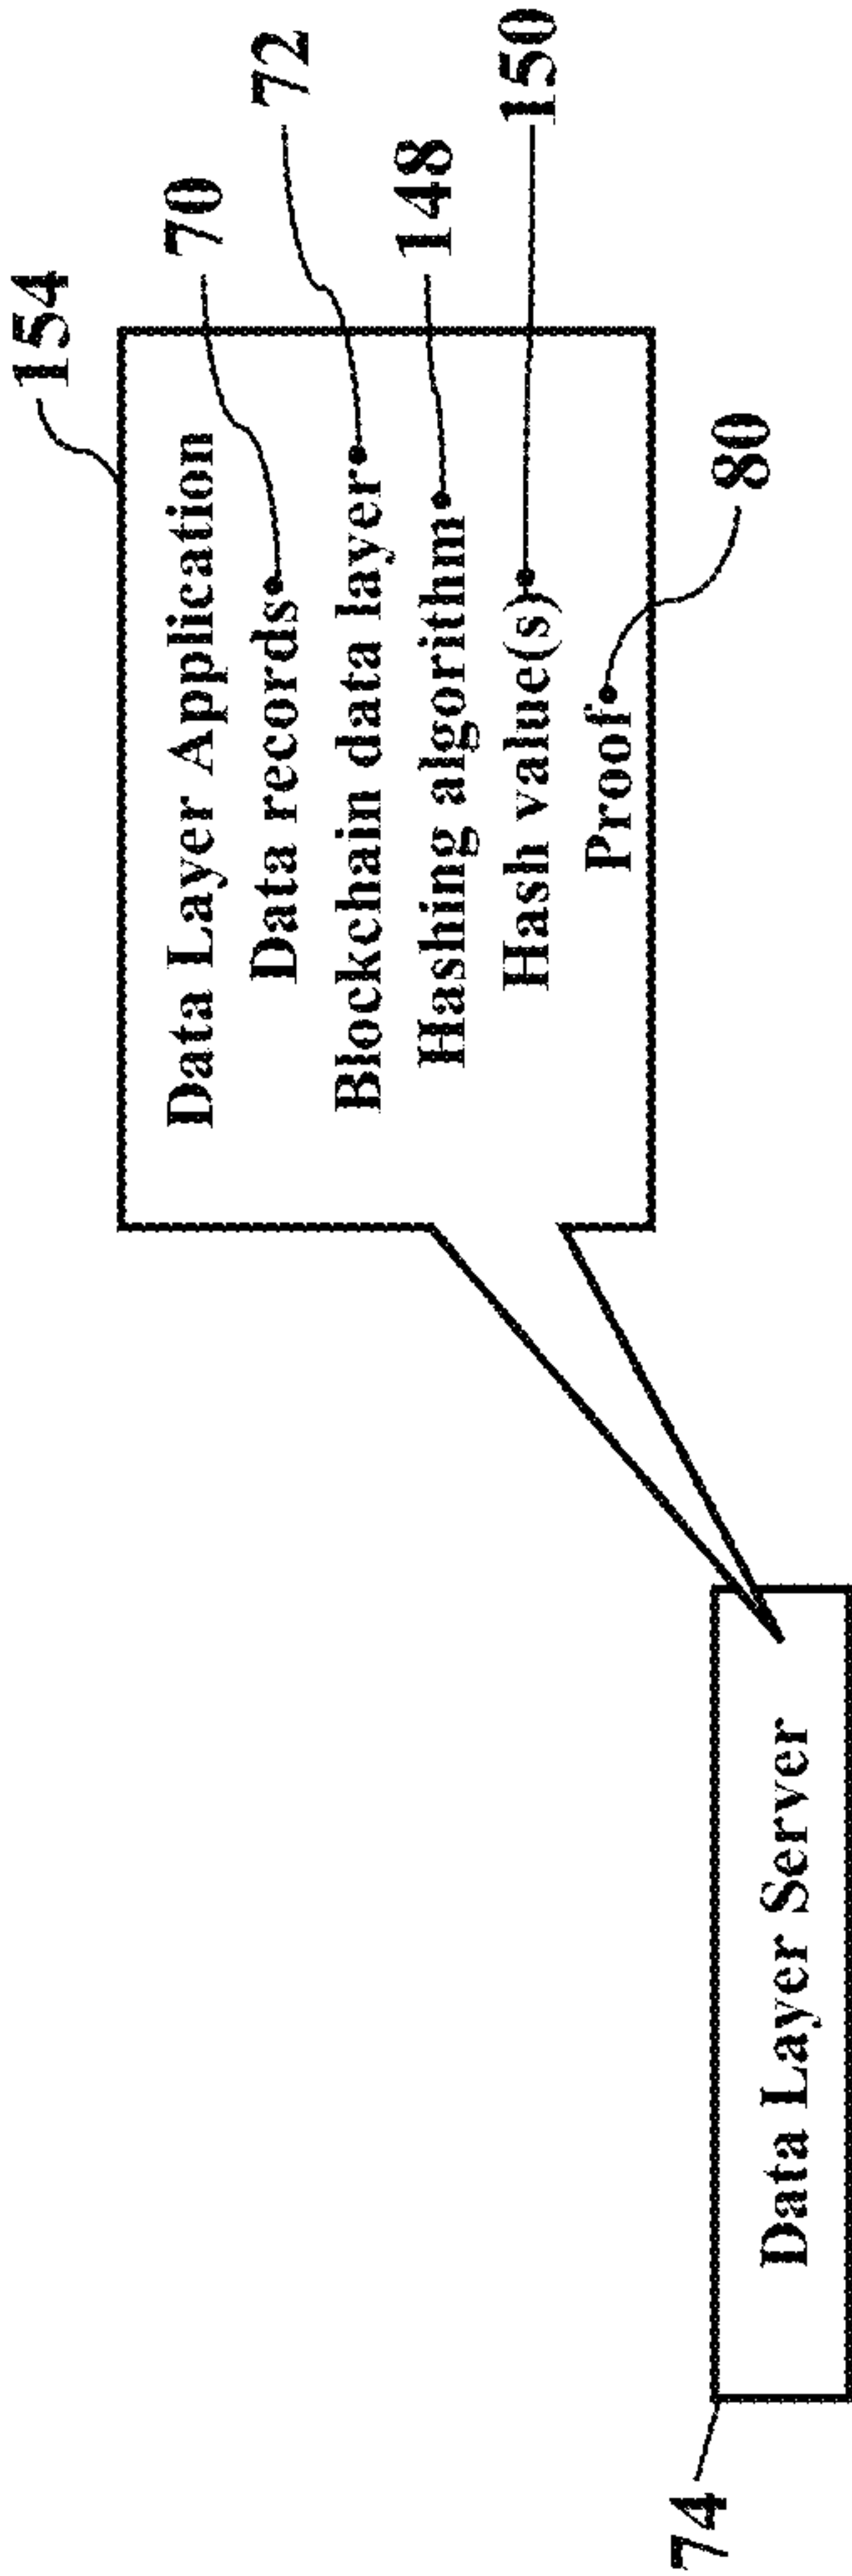 154
Data Layer Application
70
Data records
72
Blockchain data layer
148
Hashing algorithm
150
Hash value(s)
Proof
80
74
Data Layer Server